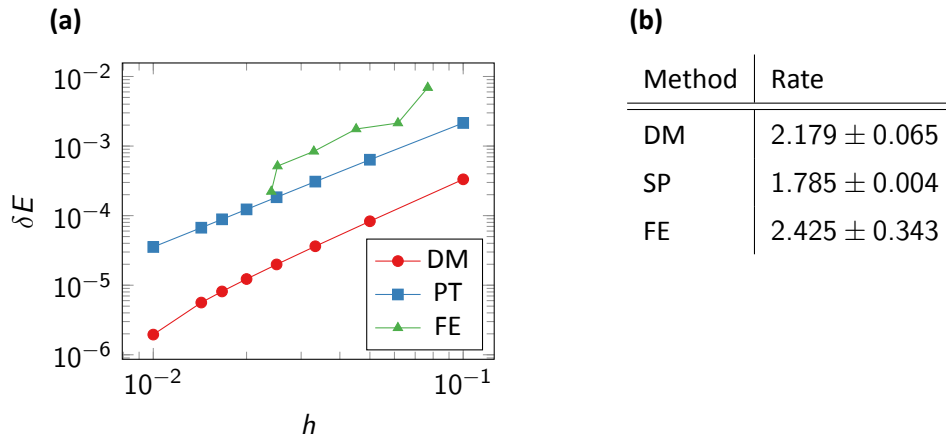 (a)
10⁻²
10⁻³
10⁻⁴
10⁻⁵
10⁻⁶
δE
10⁻² 10⁻¹
h
DM
PT
FE
(b)
Method Rate
DM 2.179 ± 0.065
SP 1.785 ± 0.004
FE 2.425 ± 0.343